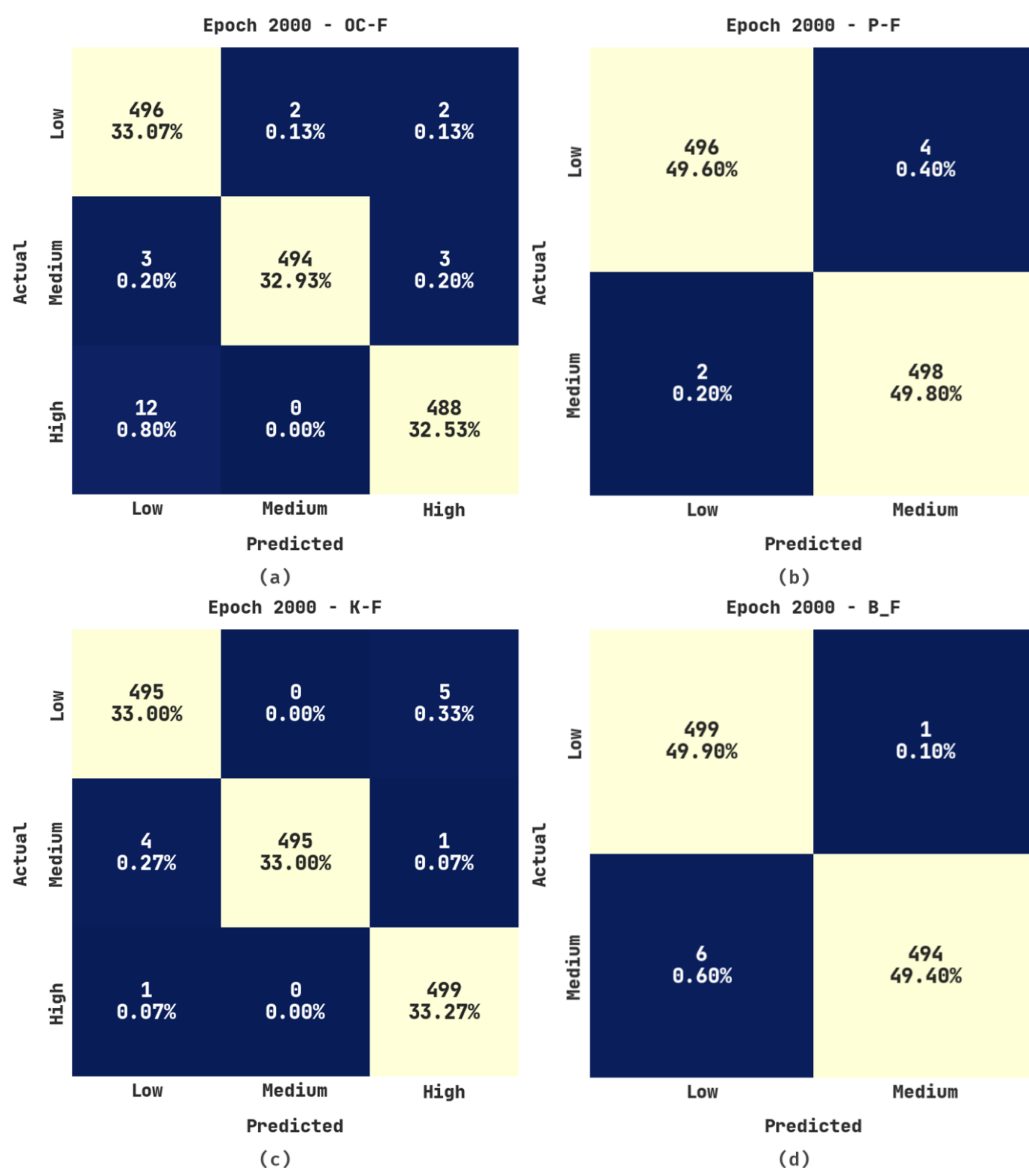 Epoch 2000 - OC-F
Low
496
33.07%
2
0.13%
2
0.13%
Actual
Medium
3
0.20%
494
32.93%
3
0.20%
High
12
0.80%
0
0.00%
488
32.53%
Low Medium High
Predicted
(a)
Epoch 2000 - P-F
Low
496
49.60%
4
0.40%
Actual
Medium
2
0.20%
498
49.80%
Low Medium
Predicted
(b)
Epoch 2000 - K-F
Low
495
33.00%
0
0.00%
5
0.33%
Actual
Medium
4
0.27%
495
33.00%
1
0.07%
High
1
0.07%
0
0.00%
499
33.27%
Low Medium High
Predicted
(c)
Epoch 2000 - B_F
Low
499
49.90%
1
0.10%
Actual
Medium
6
0.60%
494
49.40%
Low Medium
Predicted
(d)